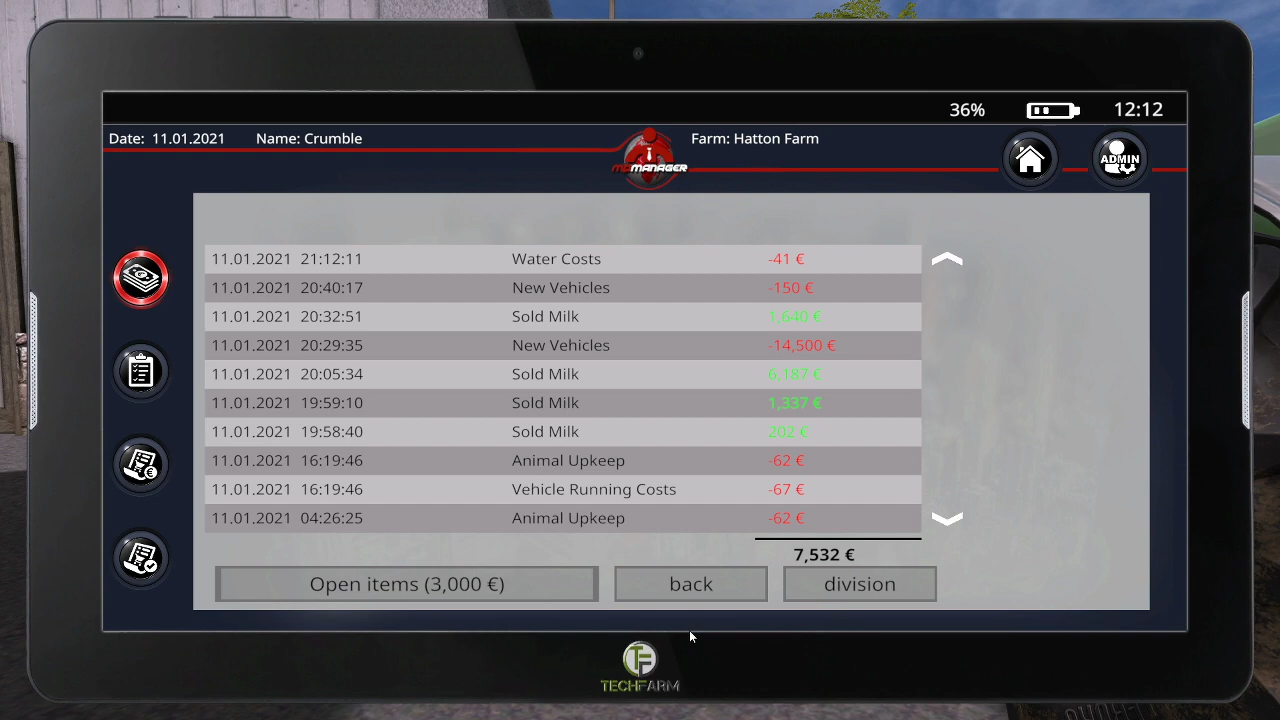 36% 12:12
Date: 11.01.2021 Name: Crumble Farm: Hatton Farm
MPMANAGER
ADMIN
11.01.2021 21:12:11 Water Costs -41 €
11.01.2021 20:40:17 New Vehicles -150 €
11.01.2021 20:32:51 Sold Milk 1,640 €
11.01.2021 20:29:35 New Vehicles -14,500 €
11.01.2021 20:05:34 Sold Milk 6,187 €
11.01.2021 19:59:10 Sold Milk 1,337 €
11.01.2021 19:58:40 Sold Milk 202 €
11.01.2021 16:19:46 Animal Upkeep -62 €
11.01.2021 16:19:46 Vehicle Running Costs -67 €
11.01.2021 04:26:25 Animal Upkeep -62 €
7,532 €
Open items (3,000 €) back division
TF
TECHFARM